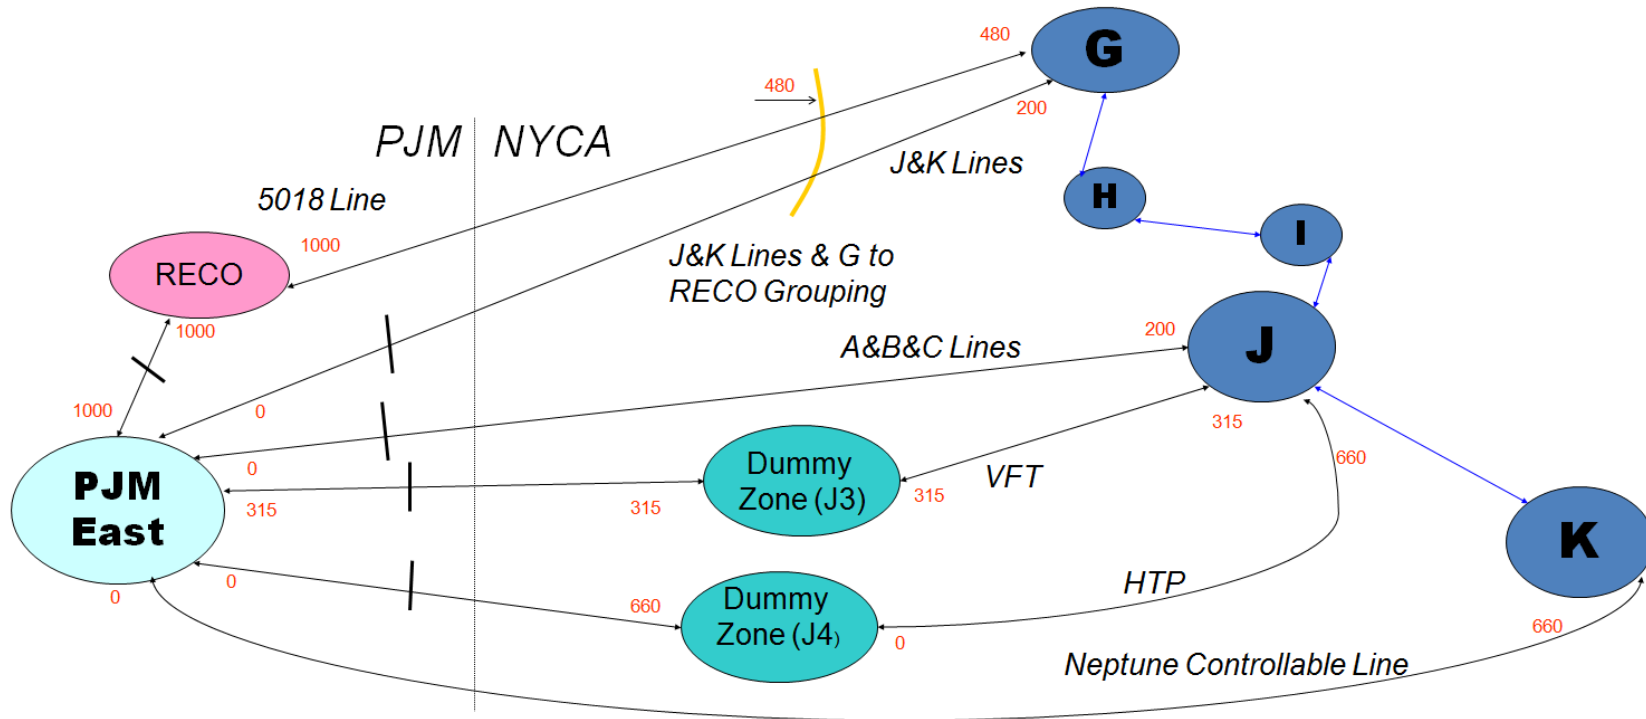 480
G
480
200
PJM
NYCA
J&K Lines
5018 Line
H
I
1000
RECO
J&K Lines & G to
RECO Grouping
1000
200
J
A&B&C Lines
1000
0
315
660
0
Dummy
Zone (J3)
VFT
PJM
East
315
315
315
K
0
660
Dummy
Zone (J4)
HTP
0
0
660
Neptune Controllable Line